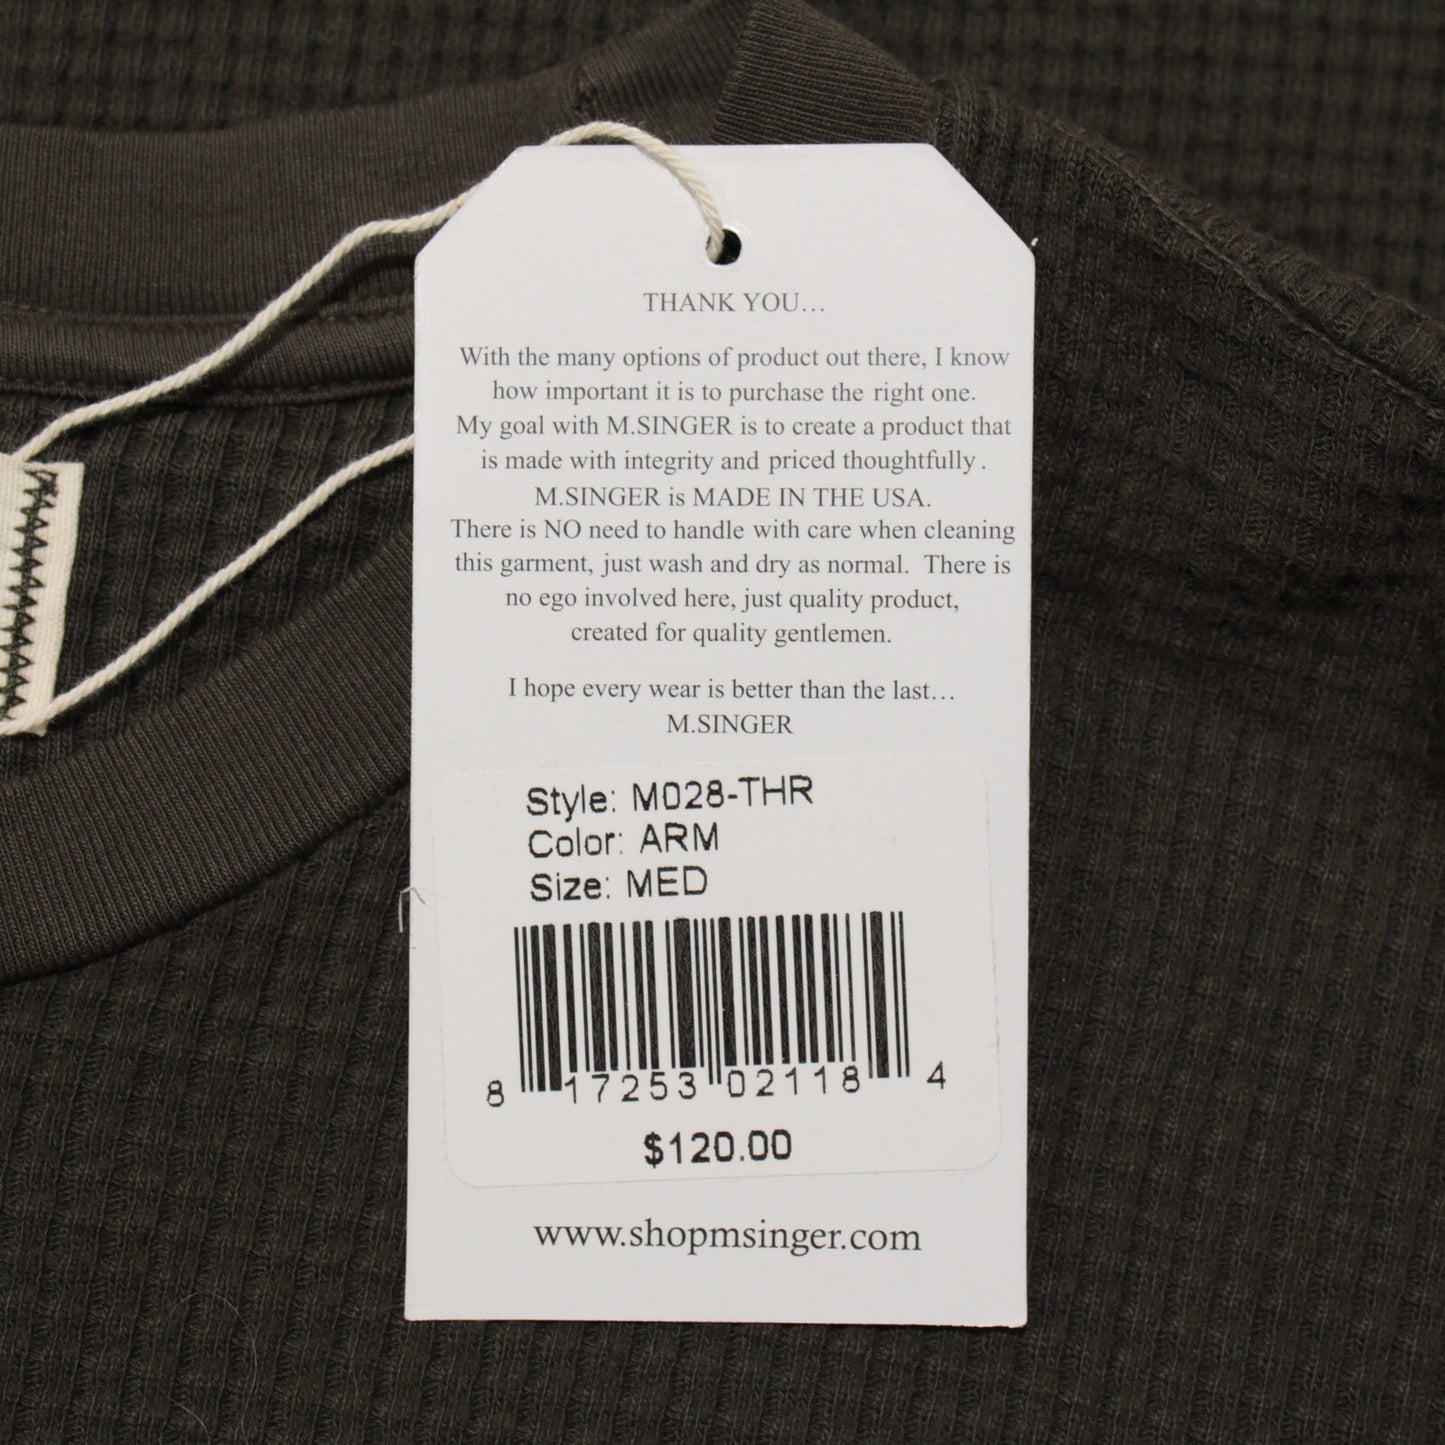 THANK YOU...
With the many options of product out there, I know
how important it is to purchase the right one.
My goal with M.SINGER is to create a product that
is made with integrity and priced thoughtfully.
M.SINGER is MADE IN THE USA.
There is NO need to handle with care when cleaning
this garment, just wash and dry as normal. There is
no ego involved here, just quality product,
created for quality gentlemen.
I hope every wear is better than the last...
M.SINGER
Style: M028-THR
Color: ARM
Size: MED
8 17253 02118 4
$120.00
www.shopmsinger.com